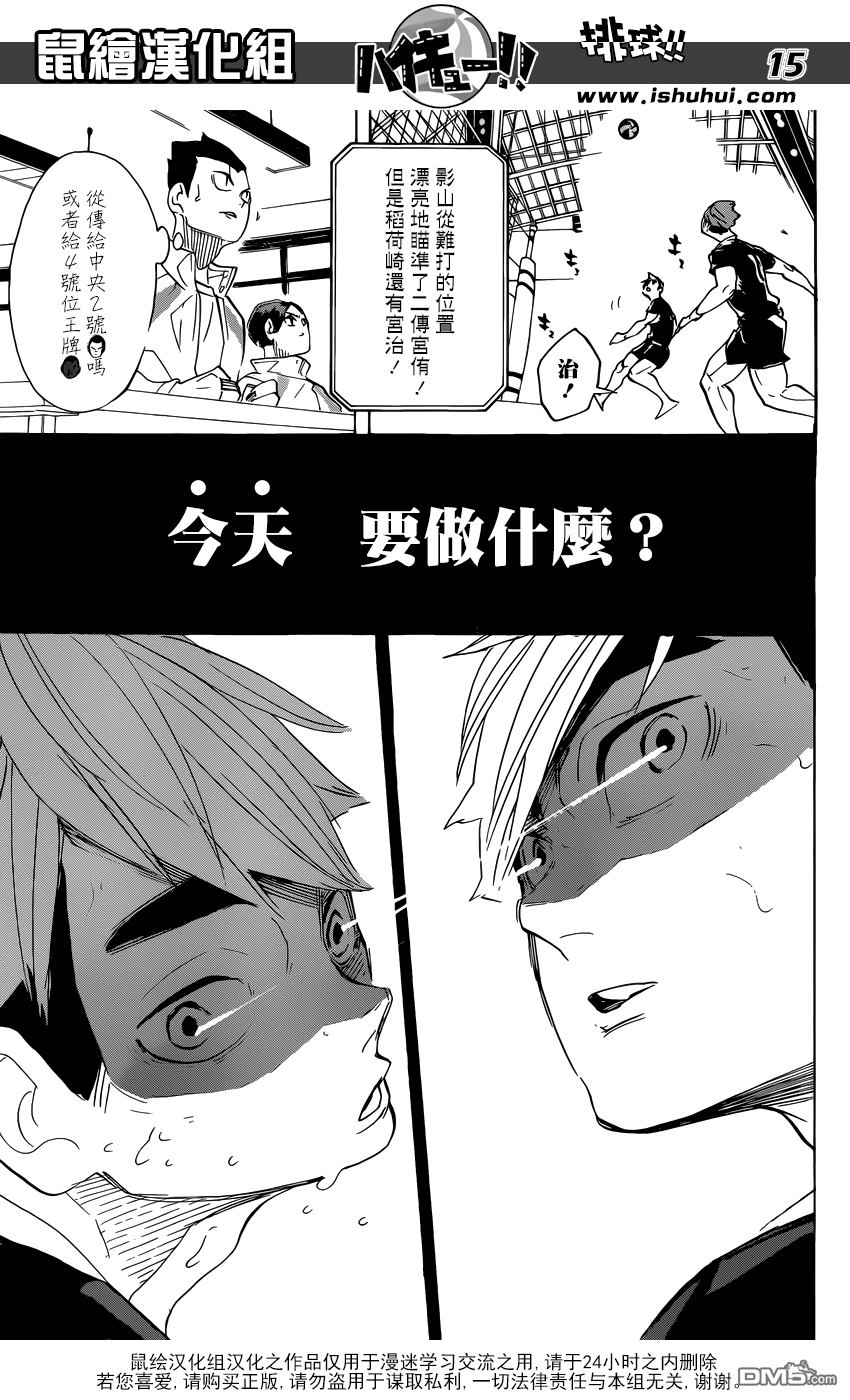 鼠繪漢化組
ハイキュー!!
排球!!
15
www.ishuhui.com
治!
影山從難打的位置
漂亮地瞄準了二傳宮侑!
但是稻荷崎還有宮治!
從傳給中央2號嗎
或者給4號位王牌
今天 要做什麼?
鼠绘汉化组汉化之作品仅用于漫迷学习交流之用, 请于24小时之内删除
若您喜爱, 请购买正版, 请勿用于谋取私利, 一切法律责任与本组无关, 谢谢。
DM5.com